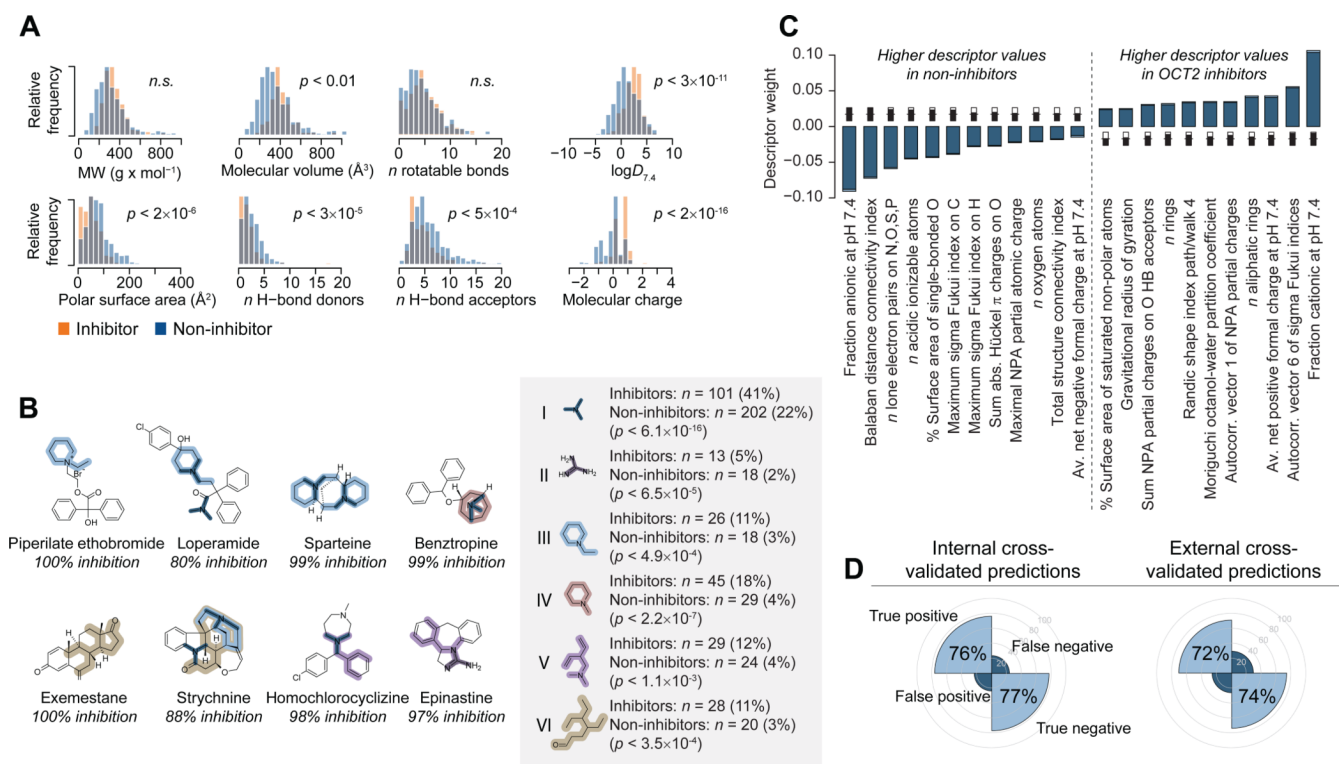 A
Relative
frequency
n.s.
0 400 1000
MW (g x mol⁻¹)
p < 0.01
0 400 1000
Molecular volume (Å³)
n.s.
0 10 20
n rotatable bonds
p < 3×10⁻¹¹
−10 −5 0 5 10
logD7.4
Relative
frequency
p < 2×10⁻⁶
0 200 400
Polar surface area (Å²)
p < 3×10⁻⁵
0 5 10 15 20
n H−bond donors
p < 5×10⁻⁴
0 10 20
n H−bond acceptors
p < 2×10⁻¹⁶
−4 −2 0 2 4
Molecular charge
Inhibitor
Non-inhibitor
B
Piperilate ethobromide
100% inhibition
Loperamide
80% inhibition
Sparteine
99% inhibition
Benztropine
99% inhibition
Exemestane
100% inhibition
Strychnine
88% inhibition
Homochlorocyclizine
98% inhibition
Epinastine
97% inhibition
I
Inhibitors: n = 101 (41%)
Non-inhibitors: n = 202 (22%)
(p < 6.1×10⁻¹⁶)
II
Inhibitors: n = 13 (5%)
Non-inhibitors: n = 18 (2%)
(p < 6.5×10⁻⁵)
III
Inhibitors: n = 26 (11%)
Non-inhibitors: n = 18 (3%)
(p < 4.9×10⁻⁴)
IV
Inhibitors: n = 45 (18%)
Non-inhibitors: n = 29 (4%)
(p < 2.2×10⁻⁷)
V
Inhibitors: n = 29 (12%)
Non-inhibitors: n = 24 (4%)
(p < 1.1×10⁻³)
VI
Inhibitors: n = 28 (11%)
Non-inhibitors: n = 20 (3%)
(p < 3.5×10⁻⁴)
C
Descriptor weight
0.10
0.05
0.00
−0.05
−0.10
Higher descriptor values
in non-inhibitors
Higher descriptor values
in OCT2 inhibitors
Fraction anionic at pH 7.4
Balaban distance connectivity index
n lone electron pairs on N,O,S,P
n acidic ionizable atoms
% Surface area of single-bonded O
Maximum sigma Fukui index on C
Maximum sigma Fukui index on H
Sum abs. Hückel π charges on O
Maximal NPA partial atomic charge
n oxygen atoms
Total structure connectivity index
Av. net negative formal charge at pH 7.4
% Surface area of saturated non-polar atoms
Gravitational radius of gyration
Sum NPA partial charges on O HB acceptors
n rings
Randic shape index path/walk 4
Moriguchi octanol-water partition coefficient
Autocorr. vector 1 of NPA partial charges
n aliphatic rings
Av. net positive formal charge at pH 7.4
Autocorr. vector 6 of sigma Fukui indices
Fraction cationic at pH 7.4
D
Internal cross-
validated predictions
External cross-
validated predictions
True positive
False negative
False positive
True negative
76%
77%
20
40
60
80
100
72%
74%
20
40
60
80
100